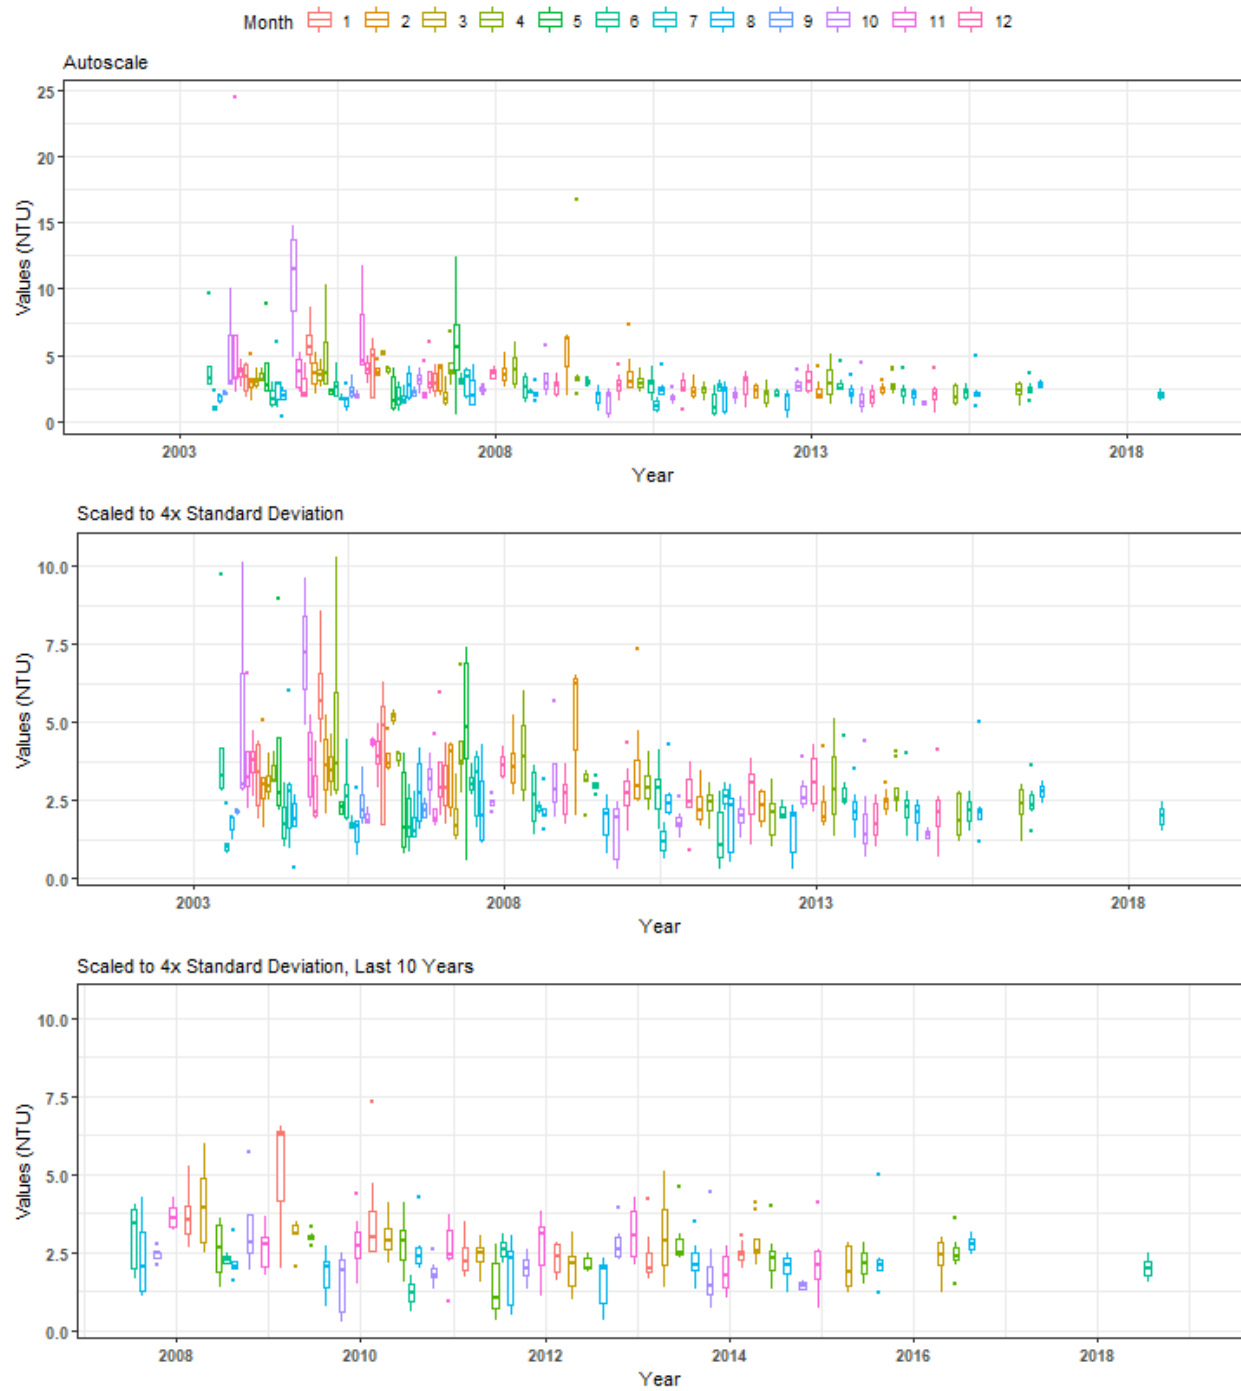 Month 1 2 3 4 5 6 7 8 9 10 11 12
Autoscale
25
20
15
10
5
0
Values (NTU)
2003 2008 2013 2018
Year
Scaled to 4x Standard Deviation
10.0
7.5
5.0
2.5
0.0
Values (NTU)
2003 2008 2013 2018
Year
Scaled to 4x Standard Deviation, Last 10 Years
10.0
7.5
5.0
2.5
0.0
Values (NTU)
2008 2010 2012 2014 2016 2018
Year